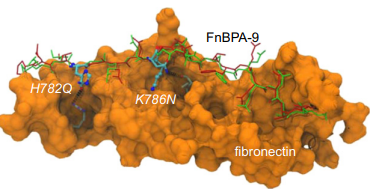 FnBPA-9
H782Q
K786N
fibronectin